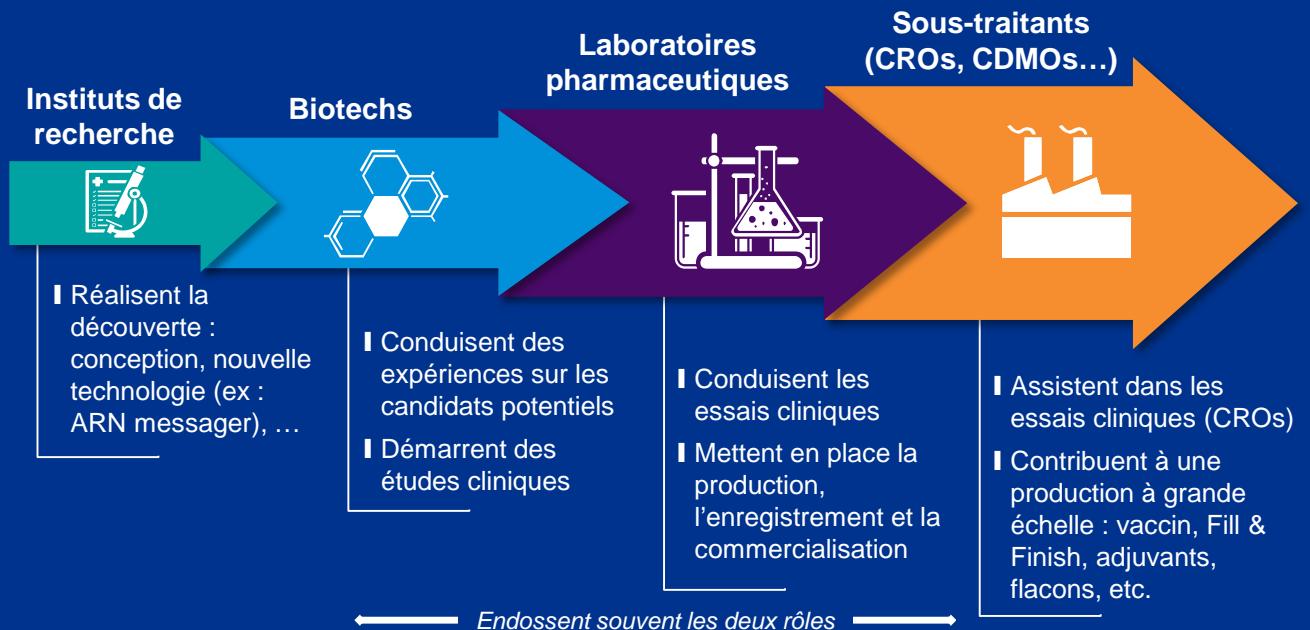 Instituts de
recherche
Réalisent la
découverte :
conception, nouvelle
technologie (ex :
ARN messager), …
Biotechs
Conduisent des
expériences sur les
candidats potentiels
Démarrent des
études cliniques
Laboratoires
pharmaceutiques
Conduisent les
essais cliniques
Mettent en place la
production,
l'enregistrement et la
commercialisation
Sous-traitants
(CROs, CDMOs…)
Assistent dans les
essais cliniques (CROs)
Contribuent à une
production à grande
échelle : vaccin, Fill &
Finish, adjuvants,
flacons, etc.
Endossent souvent les deux rôles